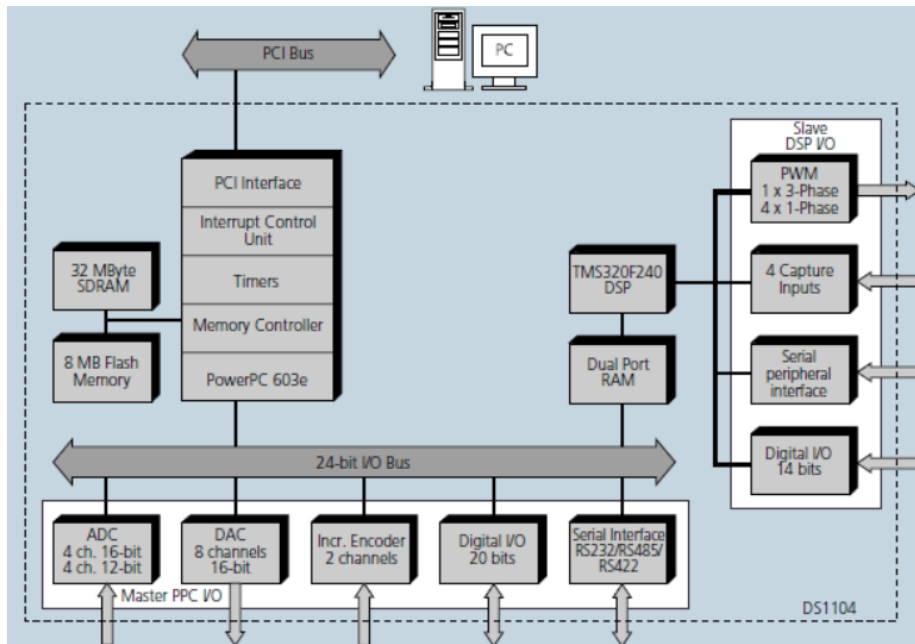 PCI Bus
PC
PCI Interface
Interrupt Control
Unit
Timers
Memory Controller
PowerPC 603e
32 MByte
SDRAM
8 MB Flash
Memory
TMS320F240
DSP
Dual Port
RAM
Slave
DSP I/O
PWM
1 x 3-Phase
4 x 1-Phase
4 Capture
Inputs
Serial
peripheral
interface
Digital I/O
14 bits
24-bit I/O Bus
ADC
4 ch. 16-bit
4 ch. 12-bit
DAC
8 channels
16-bit
Incr. Encoder
2 channels
Digital I/O
20 bits
Serial Interface
RS232/RS485/
RS422
Master PPC I/O
DS1104